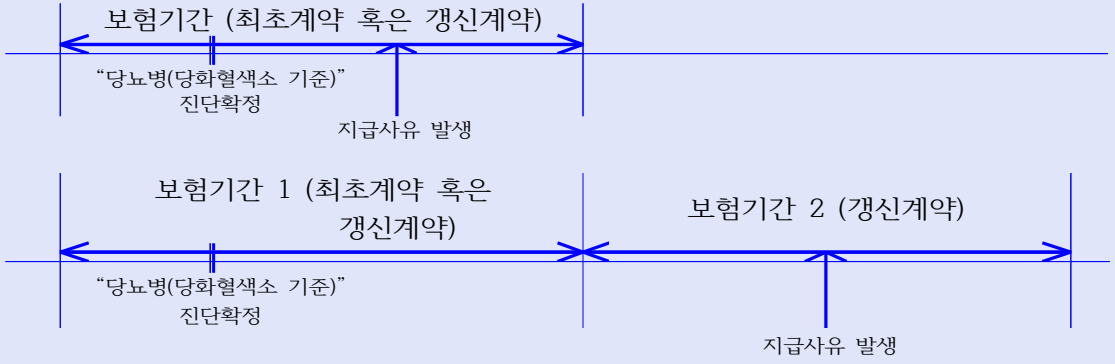 보험기간 (최초계약 혹은 갱신계약)
“당뇨병(당화혈색소 기준)”
진단확정
지급사유 발생
보험기간 1 (최초계약 혹은
갱신계약)
보험기간 2 (갱신계약)
“당뇨병(당화혈색소 기준)”
진단확정
지급사유 발생